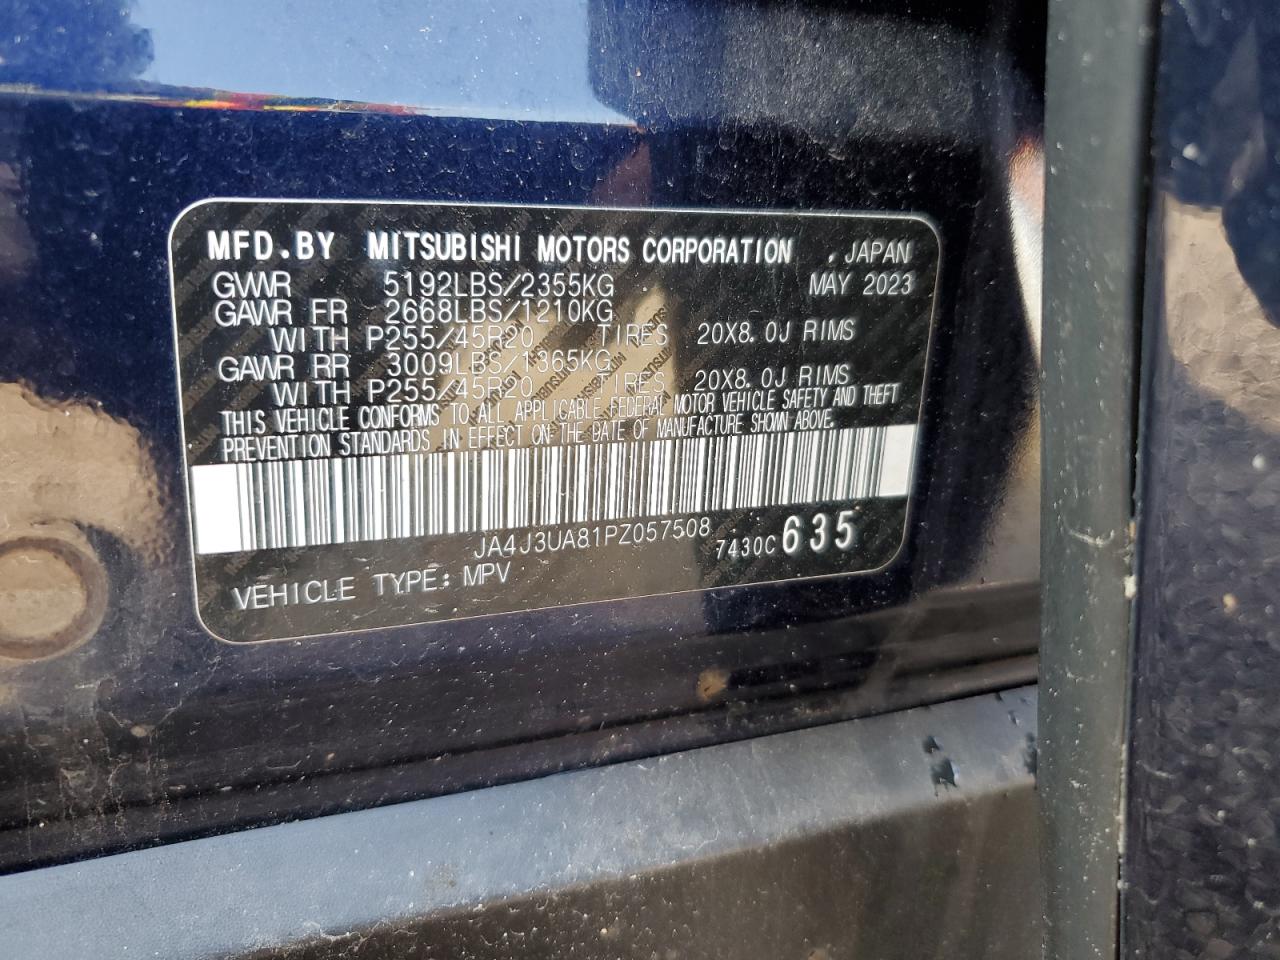 MFD.BY MITSUBISHI MOTORS CORPORATION , JAPAN
GVWR 5192LBS/2355KG MAY 2023
GAWR FR 2668LBS/1210KG
WITH P255/45R20 TIRES 20X8.0J RIMS
GAWR RR 3009LBS/1365KG
WITH P255/45R20 TIRES 20X8.0J RIMS
THIS VEHICLE CONFORMS TO ALL APPLICABLE FEDERAL MOTOR VEHICLE SAFETY AND THEFT
PREVENTION STANDARDS IN EFFECT ON THE DATE OF MANUFACTURE SHOWN ABOVE.
JA4J3UA81PZ057508 7430C 635
VEHICLE TYPE: MPV